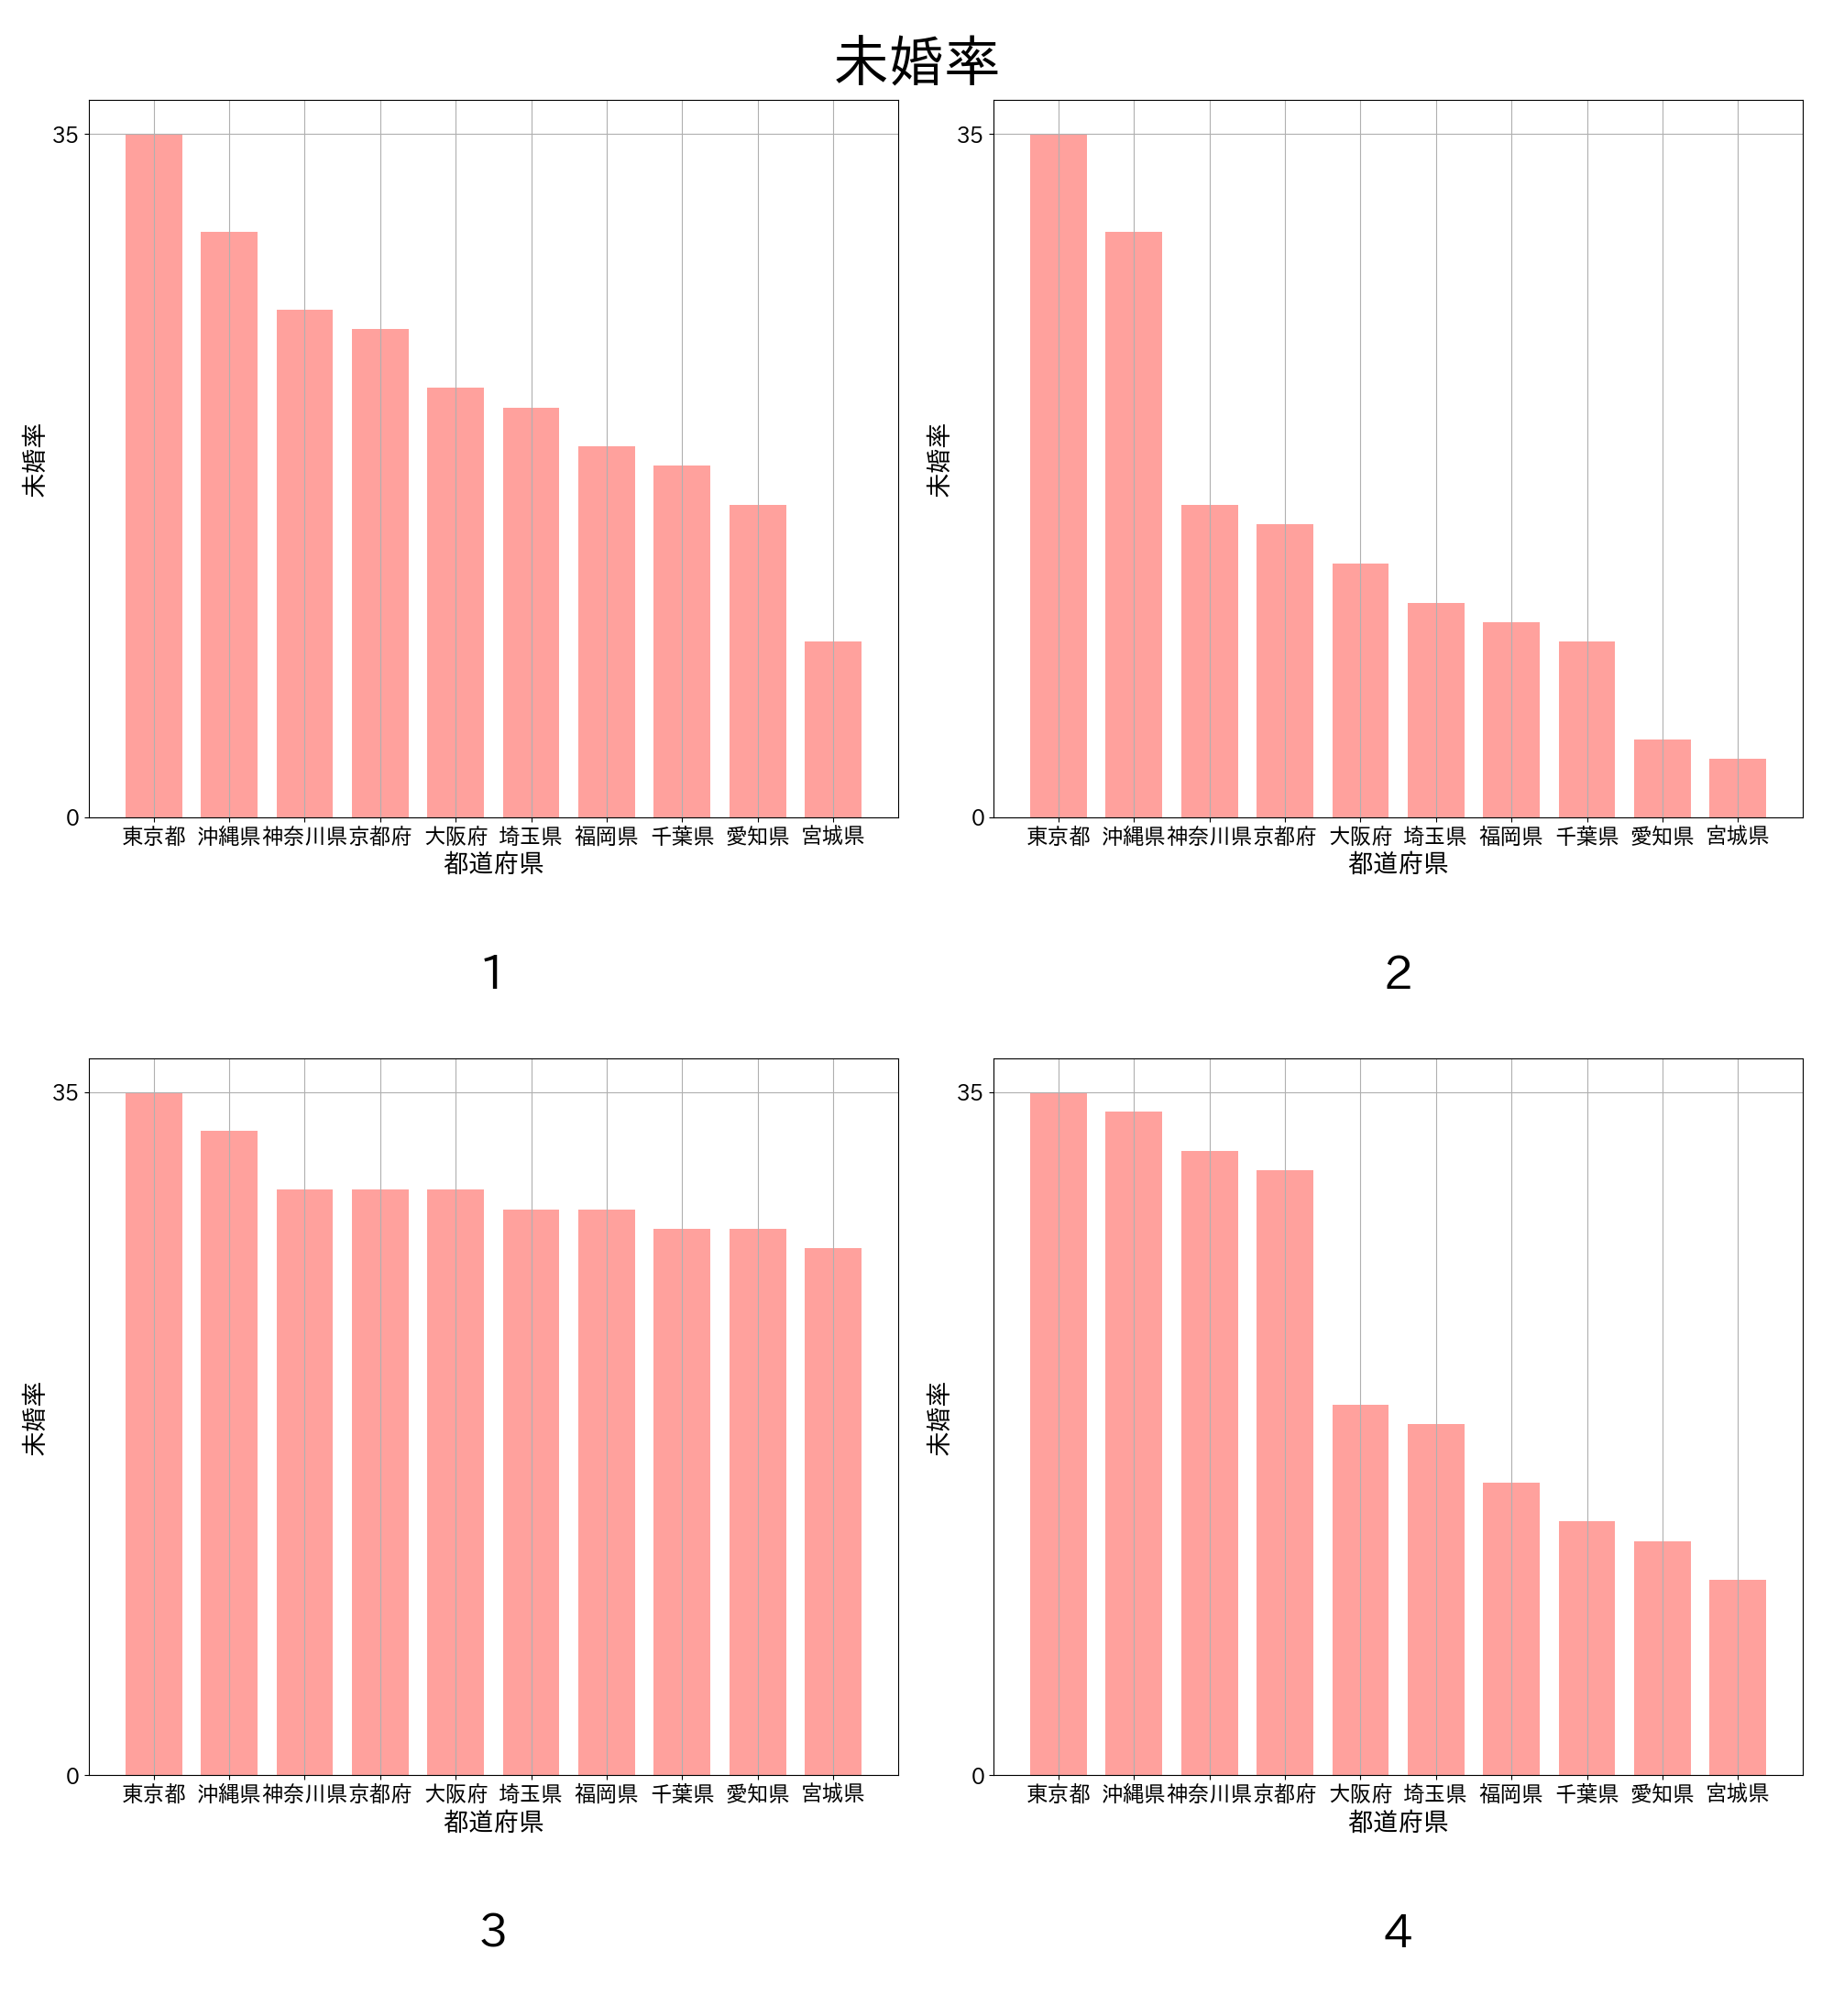 未婚率
35
0
未婚率
東京都 沖縄県 神奈川県 京都府 大阪府 埼玉県 福岡県 千葉県 愛知県 宮城県
都道府県
1
35
0
未婚率
東京都 沖縄県 神奈川県 京都府 大阪府 埼玉県 福岡県 千葉県 愛知県 宮城県
都道府県
2
35
0
未婚率
東京都 沖縄県 神奈川県 京都府 大阪府 埼玉県 福岡県 千葉県 愛知県 宮城県
都道府県
3
35
0
未婚率
東京都 沖縄県 神奈川県 京都府 大阪府 埼玉県 福岡県 千葉県 愛知県 宮城県
都道府県
4